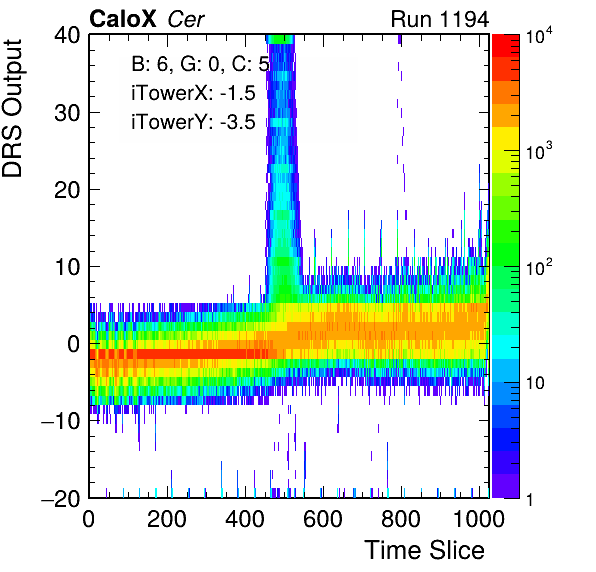 CaloX Cer Run 1194
DRS Output
B: 6, G: 0, C: 5
iTowerX: -1.5
iTowerY: -3.5
40
30
20
10
0
−10
−20
0 200 400 600 800 1000
Time Slice
10^4
10^3
10^2
10
1